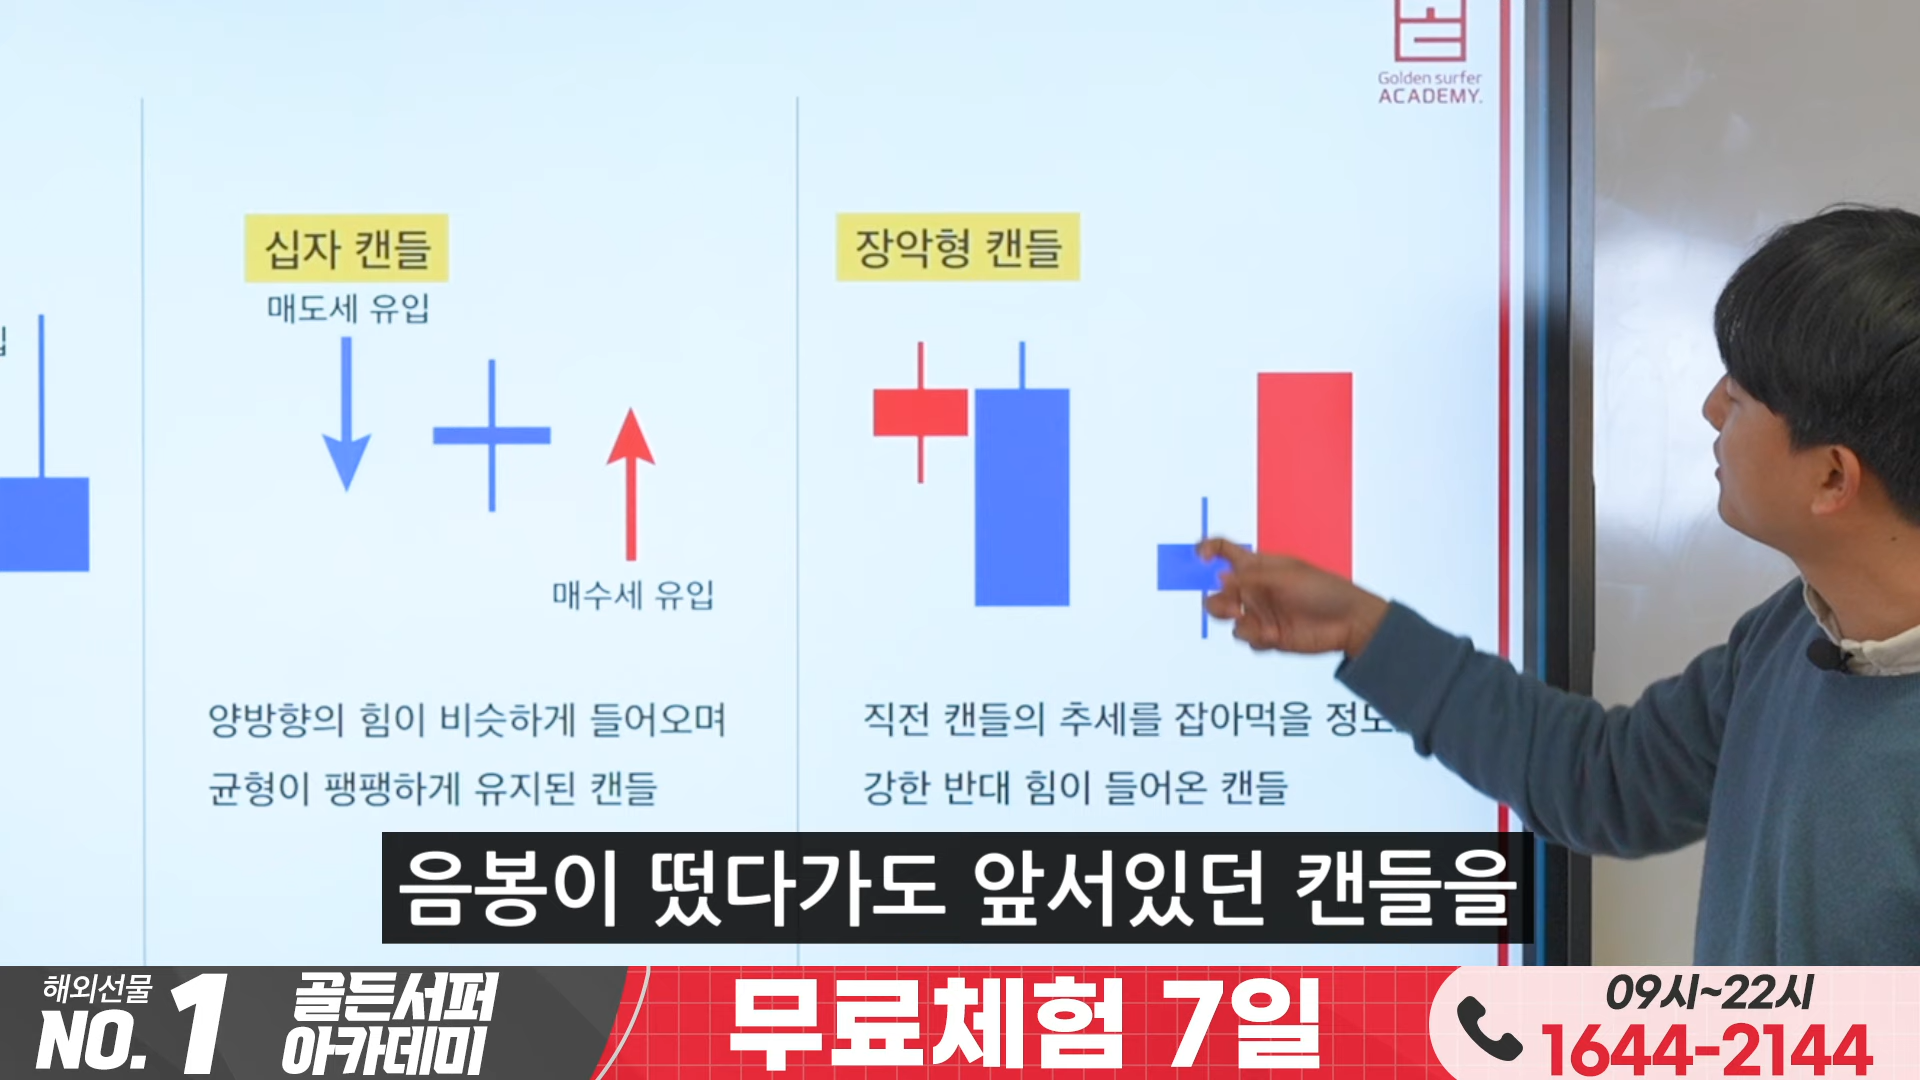 Golden surfer
ACADEMY.
십자 캔들
매도세 유입
매수세 유입
양방향의 힘이 비슷하게 들어오며
균형이 팽팽하게 유지된 캔들
장악형 캔들
직전 캔들의 추세를 잡아먹을 정도
강한 반대 힘이 들어온 캔들
음봉이 떴다가도 앞서있던 캔들을
해외선물
NO. 1
골든서퍼
아카데미
무료체험 7일
09시~22시
1644-2144